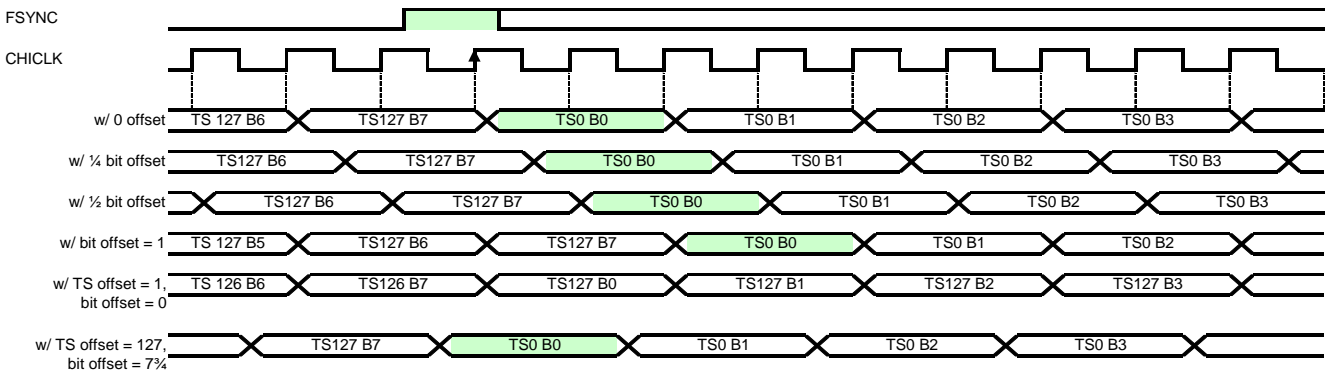 FSYNC
CHICLK
w/ 0 offset TS 127 B6 TS127 B7 TS0 B0 TS0 B1 TS0 B2 TS0 B3
w/ ¼ bit offset TS127 B6 TS127 B7 TS0 B0 TS0 B1 TS0 B2 TS0 B3
w/ ½ bit offset TS127 B6 TS127 B7 TS0 B0 TS0 B1 TS0 B2 TS0 B3
w/ bit offset = 1 TS 127 B5 TS127 B6 TS127 B7 TS0 B0 TS0 B1 TS0 B2
w/ TS offset = 1, TS 126 B6 TS126 B7 TS127 B0 TS127 B1 TS127 B2 TS127 B3
bit offset = 0
w/ TS offset = 127, TS127 B7 TS0 B0 TS0 B1 TS0 B2 TS0 B3
bit offset = 7¾